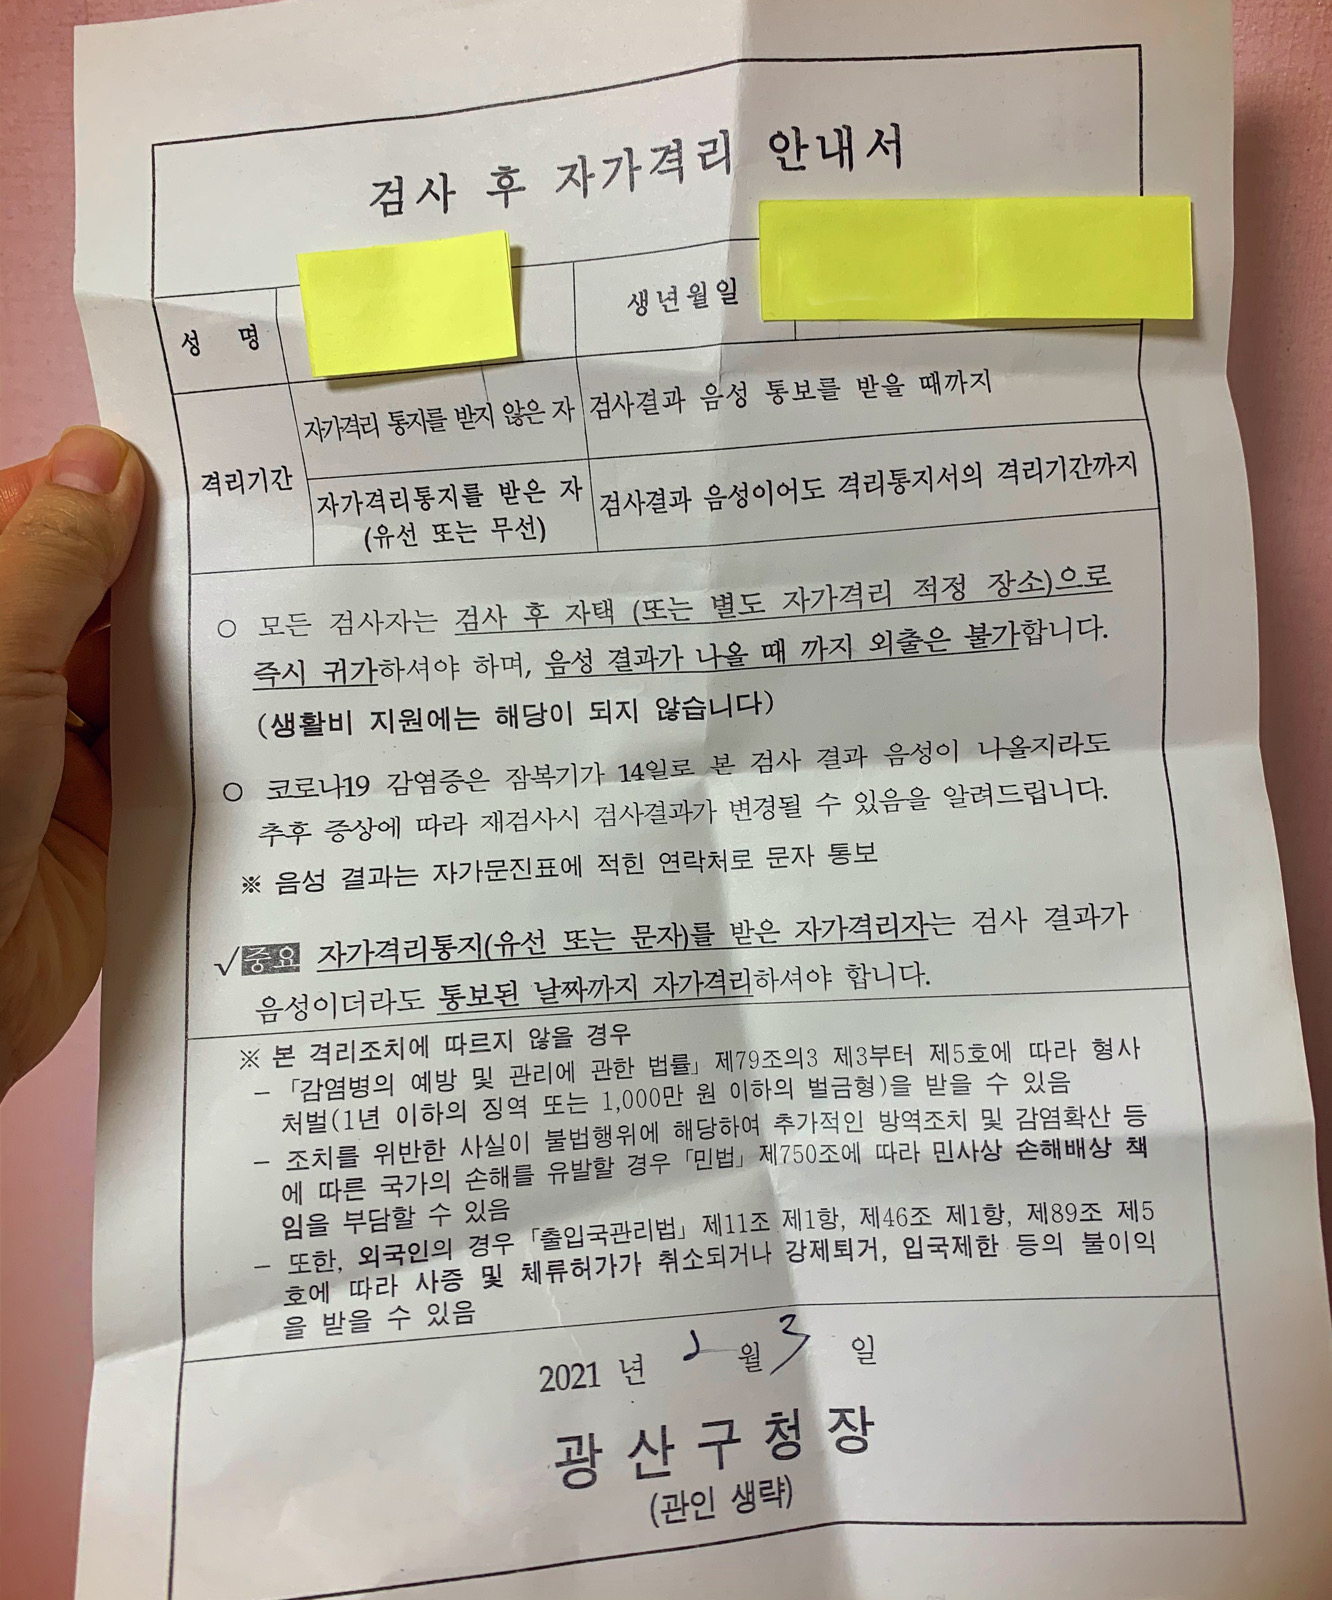 검사 후 자가격리 안내서
성 명
생년월일
격리기간
자가격리 통지를 받지 않은 자
검사결과 음성 통보를 받을 때까지
자가격리통지를 받은 자
(유선 또는 무선)
검사결과 음성이어도 격리통지서의 격리기간까지
○ 모든 검사자는 검사 후 자택 (또는 별도 자가격리 적정 장소)으로
즉시 귀가하셔야 하며, 음성 결과가 나올 때 까지 외출은 불가합니다.
(생활비 지원에는 해당이 되지 않습니다)
○ 코로나19 감염증은 잠복기가 14일로 본 검사 결과 음성이 나올지라도
추후 증상에 따라 재검사시 검사결과가 변경될 수 있음을 알려드립니다.
※ 음성 결과는 자가문진표에 적힌 연락처로 문자 통보
√중요 자가격리통지(유선 또는 문자)를 받은 자가격리자는 검사 결과가
음성이더라도 통보된 날짜까지 자가격리하셔야 합니다.
※ 본 격리조치에 따르지 않을 경우
– 「감염병의 예방 및 관리에 관한 법률」 제79조의3 제3부터 제5호에 따라 형사
처벌(1년 이하의 징역 또는 1,000만 원 이하의 벌금형)을 받을 수 있음
– 조치를 위반한 사실이 불법행위에 해당하여 추가적인 방역조치 및 감염확산 등
에 따른 국가의 손해를 유발할 경우 「민법」 제750조에 따라 민사상 손해배상 책
임을 부담할 수 있음
– 또한, 외국인의 경우 「출입국관리법」 제11조 제1항, 제46조 제1항, 제89조 제5
호에 따라 사증 및 체류허가가 취소되거나 강제퇴거, 입국제한 등의 불이익
을 받을 수 있음
2021 년 2 월 3 일
광산구청장
(관인 생략)